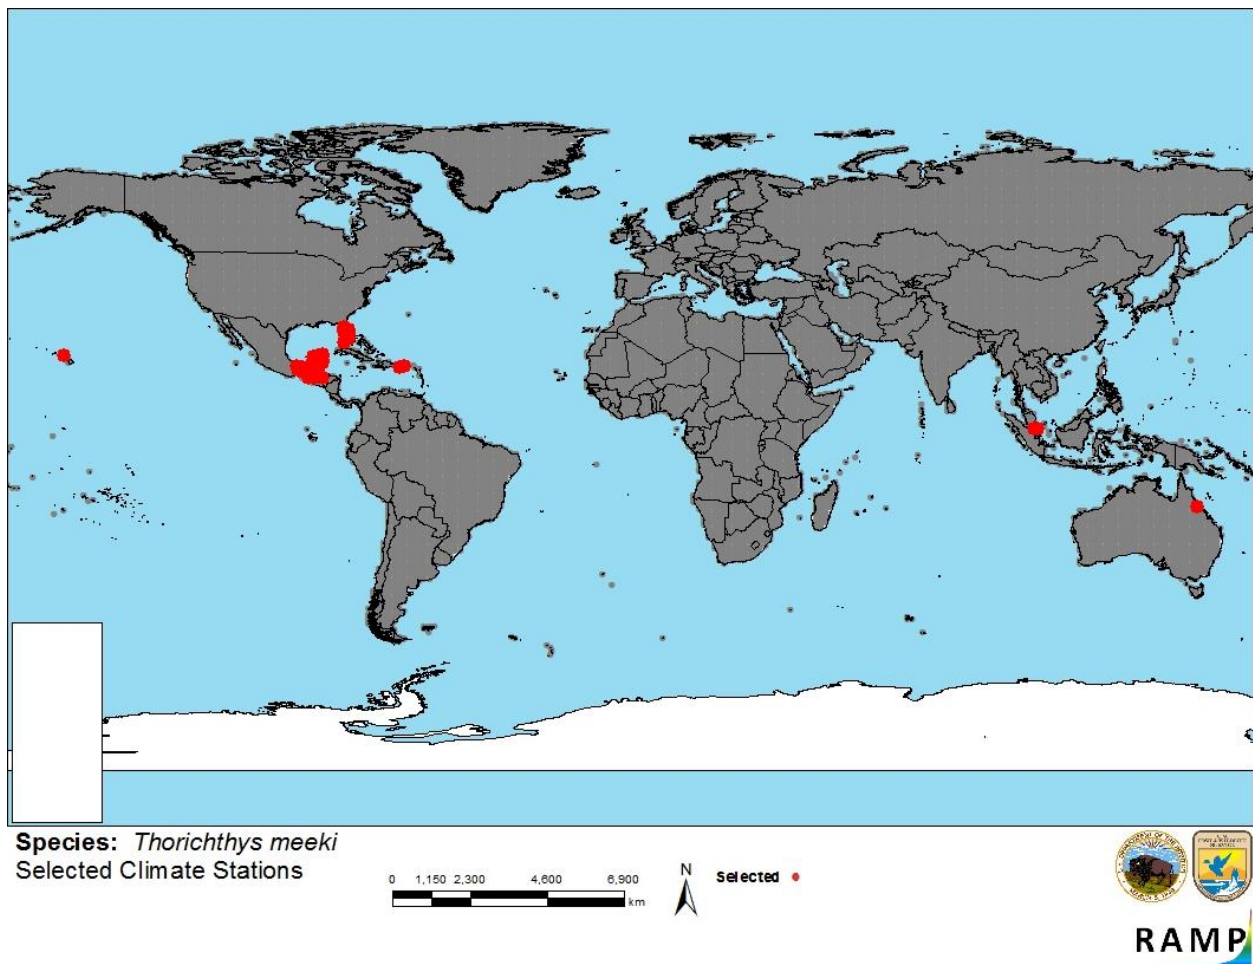 Species: Thorichthys meeki
Selected Climate Stations
0 1,150 2,300 4,600 6,900
km
N
Selected
RAMP